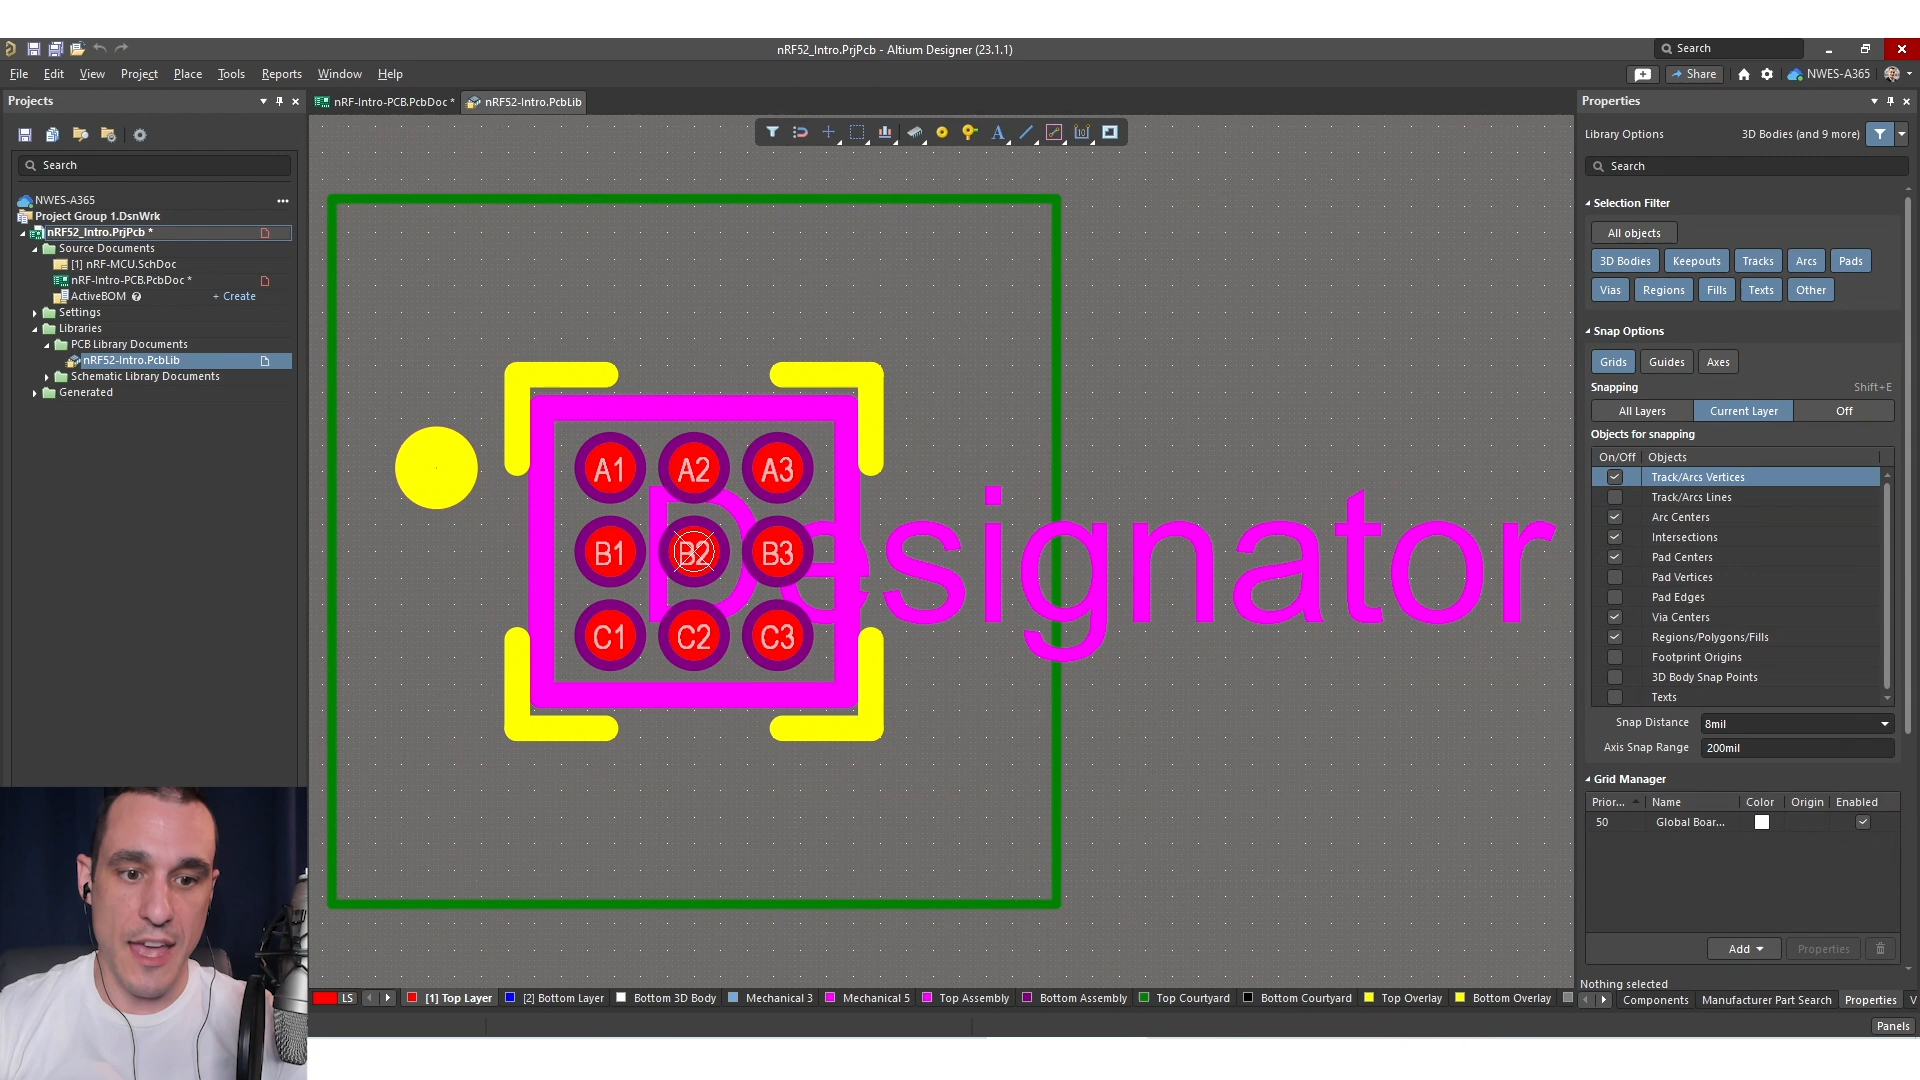 nRF52_Intro.PrjPcb - Altium Designer (23.1.1)
Search
File Edit View Project Place Tools Reports Window Help
Share
NWES-A365
Projects
nRF-Intro-PCB.PcbDoc *
nRF52-Intro.PcbLib
Properties
Library Options
3D Bodies (and 9 more)
Search
Search
NWES-A365
Project Group 1.DsnWrk
nRF52_Intro.PrjPcb *
Source Documents
[1] nRF-MCU.SchDoc
nRF-Intro-PCB.PcbDoc *
ActiveBOM
+ Create
Settings
Libraries
PCB Library Documents
nRF52-Intro.PcbLib
Schematic Library Documents
Generated
A1 A2 A3
B1 B2 B3
C1 C2 C3
Designator
Selection Filter
All objects
3D Bodies Keepouts Tracks Arcs Pads
Vias Regions Fills Texts Other
Snap Options
Grids Guides Axes
Snapping Shift+E
All Layers Current Layer Off
Objects for snapping
On/Off Objects
Track/Arcs Vertices
Track/Arcs Lines
Arc Centers
Intersections
Pad Centers
Pad Vertices
Pad Edges
Via Centers
Regions/Polygons/Fills
Footprint Origins
3D Body Snap Points
Texts
Snap Distance 8mil
Axis Snap Range 200mil
Grid Manager
Prior... Name Color Origin Enabled
50 Global Boar...
Add Properties
Nothing selected
LS [1] Top Layer [2] Bottom Layer Bottom 3D Body Mechanical 3 Mechanical 5 Top Assembly Bottom Assembly Top Courtyard Bottom Courtyard Top Overlay Bottom Overlay
Components Manufacturer Part Search Properties V
Panels